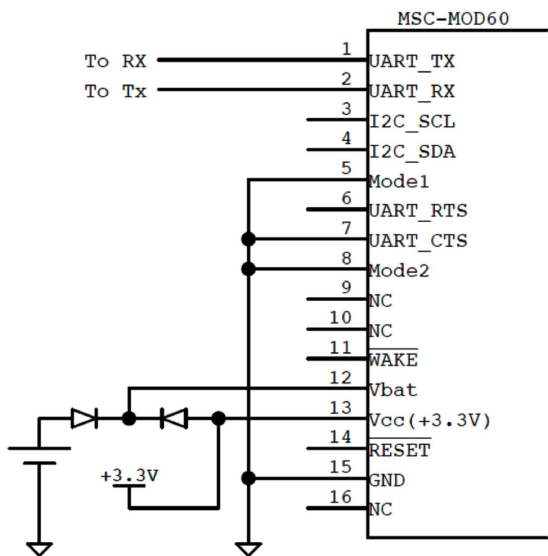 MSC-MOD60
To RX 1 UART_TX
To Tx 2 UART_RX
3 I2C_SCL
4 I2C_SDA
5 Mode1
6 UART_RTS
7 UART_CTS
8 Mode2
9 NC
10 NC
11 WAKE
12 Vbat
13 Vcc(+3.3V)
14 RESET
+3.3V 15 GND
16 NC